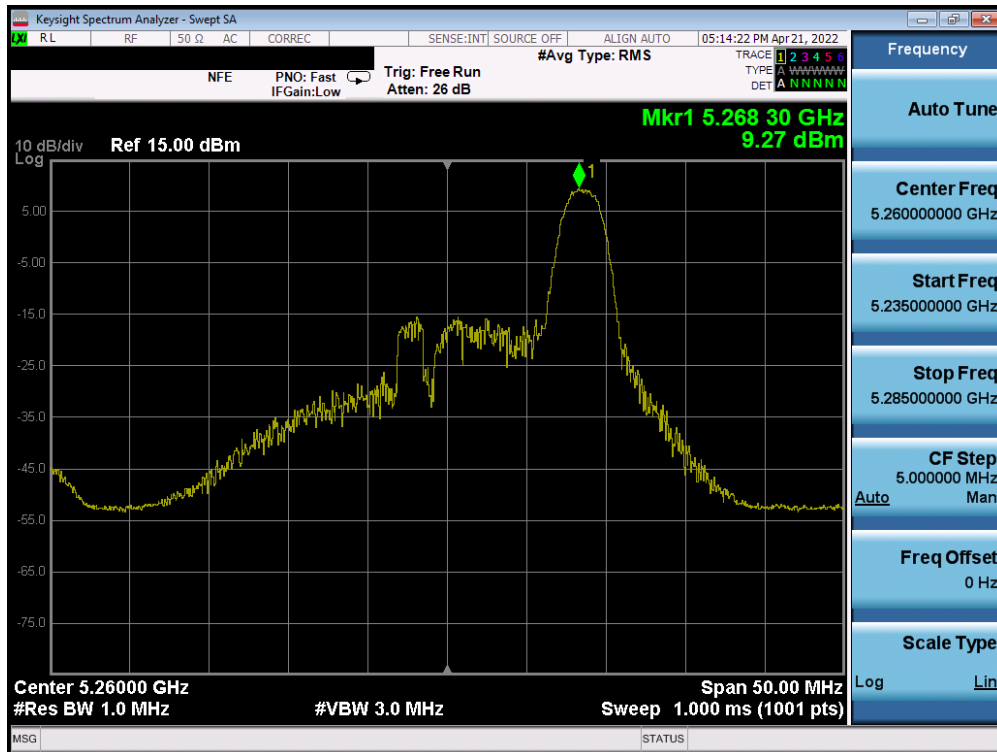 Keysight Spectrum Analyzer - Swept SA
LXI RL RF 50 Ω AC CORREC SENSE:INT SOURCE OFF ALIGN AUTO 05:14:22 PM Apr 21, 2022
NFE PNO: Fast Trig: Free Run #Avg Type: RMS TRACE 1 2 3 4 5 6
IFGain:Low Atten: 26 dB TYPE A WWWWW
DET A N N N N N
Mkr1 5.268 30 GHz
9.27 dBm
10 dB/div Ref 15.00 dBm
Log
1
5.00
-5.00
-15.0
-25.0
-35.0
-45.0
-55.0
-65.0
-75.0
Center 5.26000 GHz Span 50.00 MHz
#Res BW 1.0 MHz #VBW 3.0 MHz Sweep 1.000 ms (1001 pts)
MSG STATUS
Frequency
Auto Tune
Center Freq
5.260000000 GHz
Start Freq
5.235000000 GHz
Stop Freq
5.285000000 GHz
CF Step
5.000000 MHz
Auto Man
Freq Offset
0 Hz
Scale Type
Log Lin